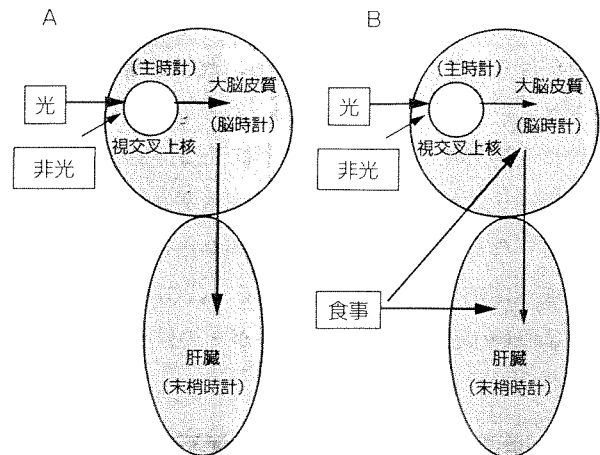 A
(主時計)
大脳皮質
光
(脳時計)
視交叉上核
非光
肝臓
(末梢時計)
B
(主時計)
大脳皮質
光
(脳時計)
視交叉上核
非光
食事
肝臓
(末梢時計)